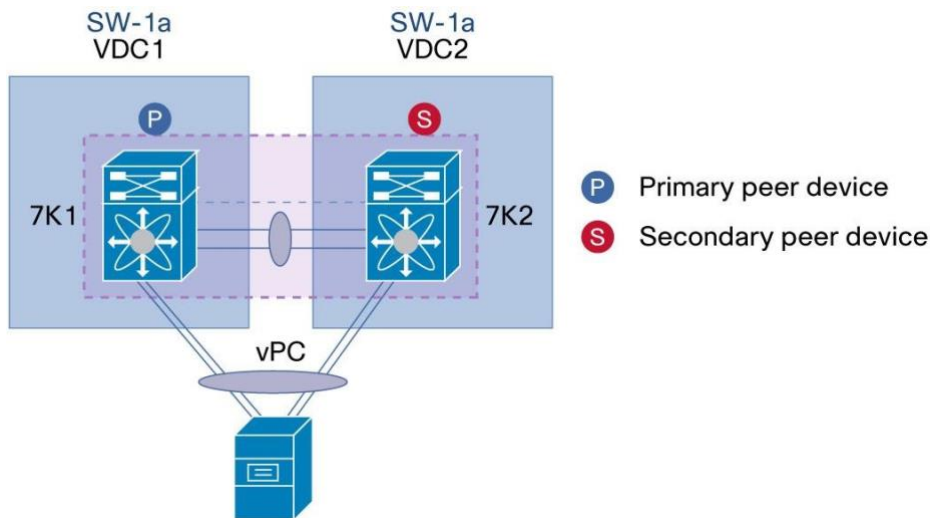 SW-1a
VDC1
SW-1a
VDC2
P
S
7K1
7K2
P Primary peer device
S Secondary peer device
vPC